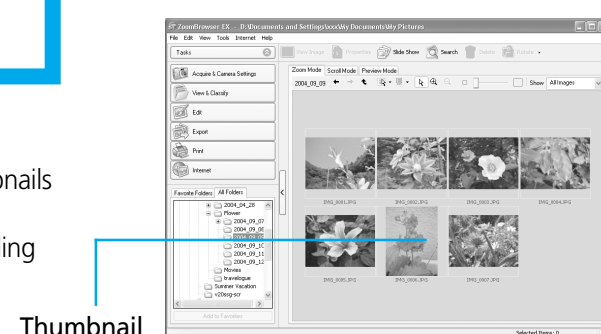 ZoomBrowser EX - D:\Documents and Settings\xxx\My Documents\My Pictures
File Edit View Tools Internet Help
Tasks
New Image Properties Slide Show Search Delete Rotate
Acquire & Camera Settings
View & Classify
Edit
Export
Print
Internet
Zoom Mode Scroll Mode Preview Mode
2004_09_09
Show All Images
IMG_0001.JPG IMG_0002.JPG IMG_0003.JPG IMG_0004.JPG
IMG_0005.JPG IMG_0006.JPG IMG_0007.JPG
Favorite Folders All Folders
2004_04_28
Flower
2004_09_07
2004_09_08
2004_09_09
2004_09_10
2004_09_11
2004_09_12
Movies
travelogue
Summer Vacation
v20ssg-scr
Add to Favorites
Selected Items: 0
Thumbnail